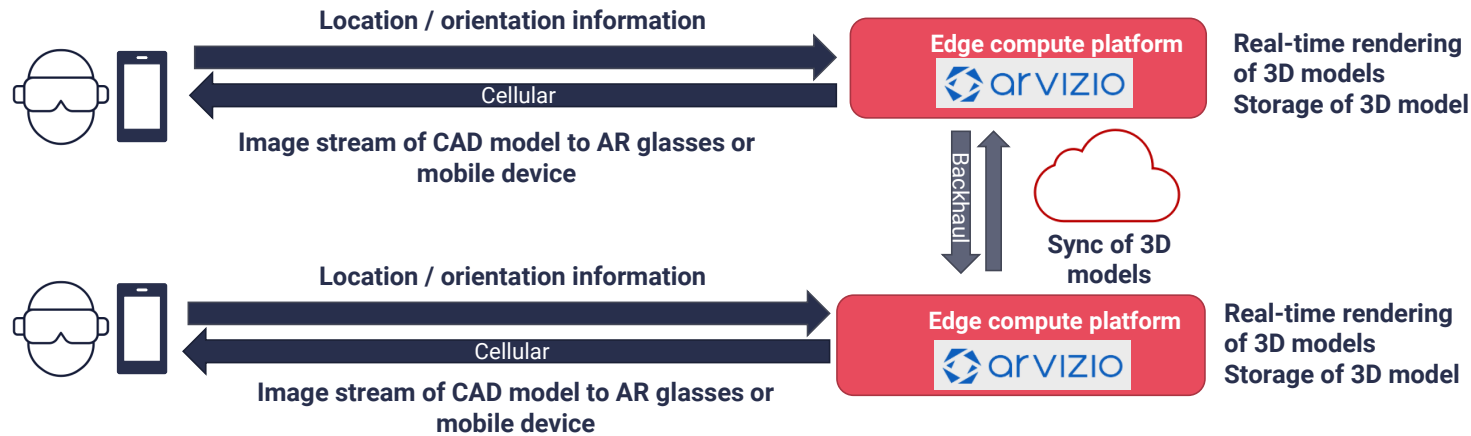 Location / orientation information
Edge compute platform
arvizio
Real-time rendering
of 3D models
Storage of 3D model
Cellular
Image stream of CAD model to AR glasses or
mobile device
Backhaul
Sync of 3D
models
Location / orientation information
Edge compute platform
arvizio
Real-time rendering
of 3D models
Storage of 3D model
Cellular
Image stream of CAD model to AR glasses or
mobile device